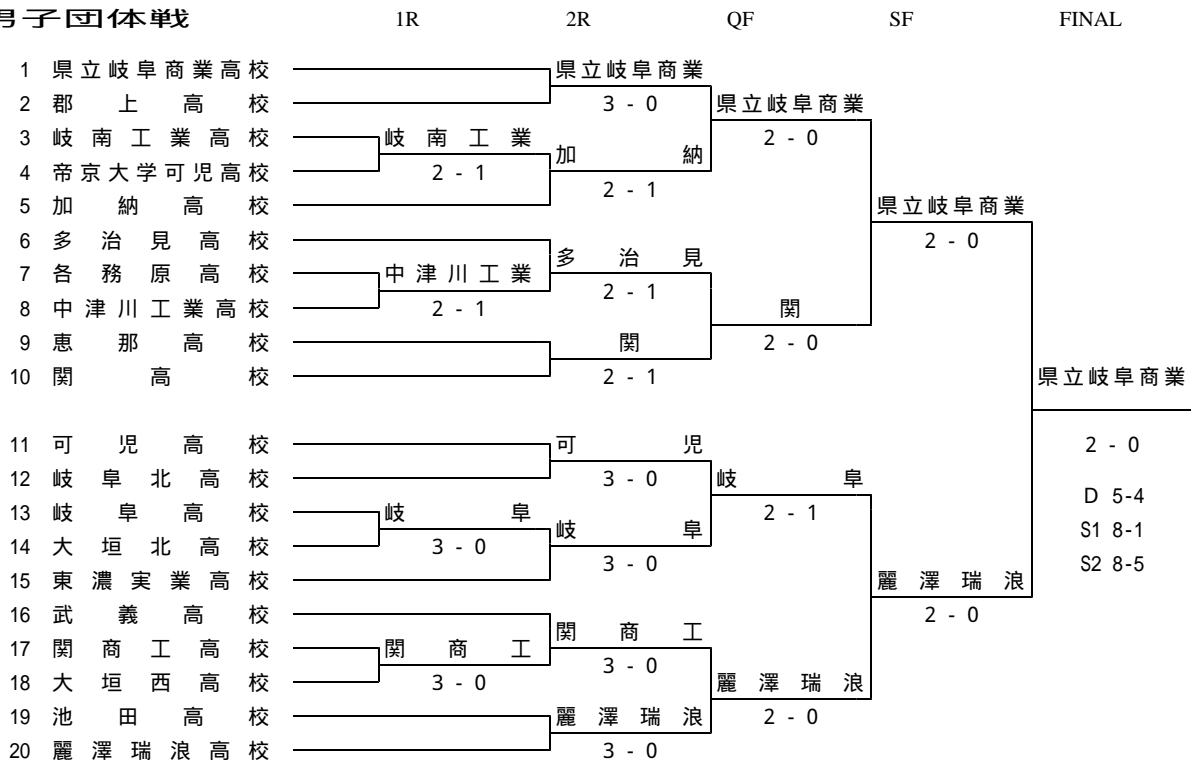 男子団体戦 1R 2R QF SF FINAL
1 県立岐阜商業高校 県立岐阜商業
2 郡上高校 3 - 0 県立岐阜商業
3 岐南工業高校 岐南工業 2 - 0
加納
4 帝京大学可児高校 2 - 1
2 - 1
5 加納高校 県立岐阜商業
6 多治見高校 2 - 0
多治見
7 各務原高校 中津川工業
2 - 1
8 中津川工業高校 2 - 1 関
9 恵那高校 関 2 - 0
10 関高校 2 - 1 県立岐阜商業
11 可児高校 可児 2 - 0
12 岐阜北高校 3 - 0 岐阜
D 5-4
13 岐阜高校 岐阜 2 - 1
岐阜 S1 8-1
14 大垣北高校 3 - 0
3 - 0 S2 8-5
15 東濃実業高校 麗澤瑞浪
16 武義高校 2 - 0
関商工
17 関商工高校 関商工
3 - 0
18 大垣西高校 3 - 0 麗澤瑞浪
19 池田高校 麗澤瑞浪 2 - 0
20 麗澤瑞浪高校 3 - 0